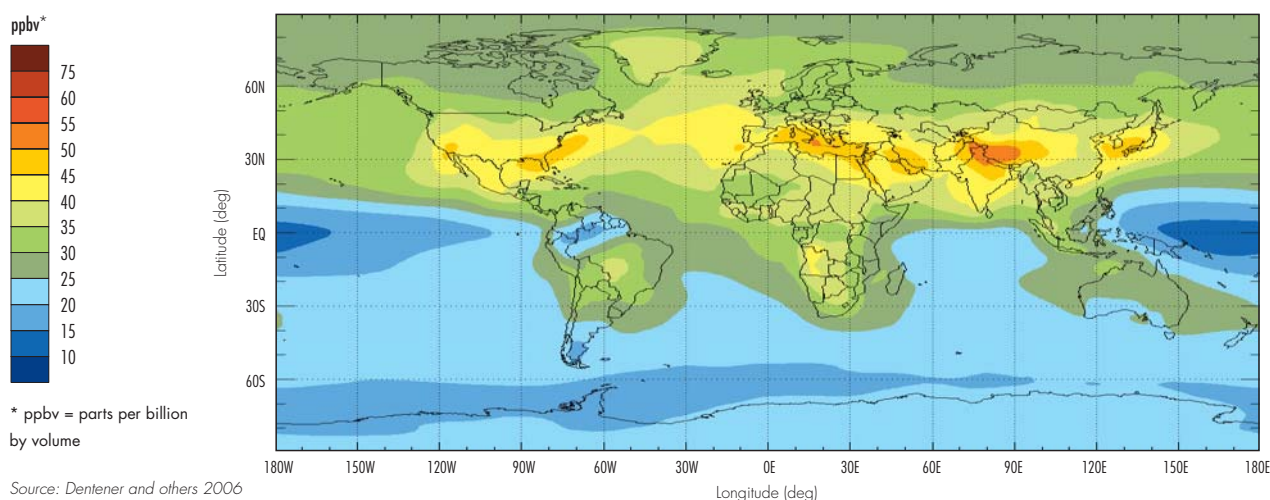 ppbv*
75
60
55
50
45
40
35
30
25
20
15
10
* ppbv = parts per billion
by volume
Source: Dentener and others 2006
Latitude (deg)
60N
30N
EQ
30S
60S
180W 150W 120W 90W 60W 30W 0E 30E 60E 90E 120E 150E 180E
Longitude (deg)